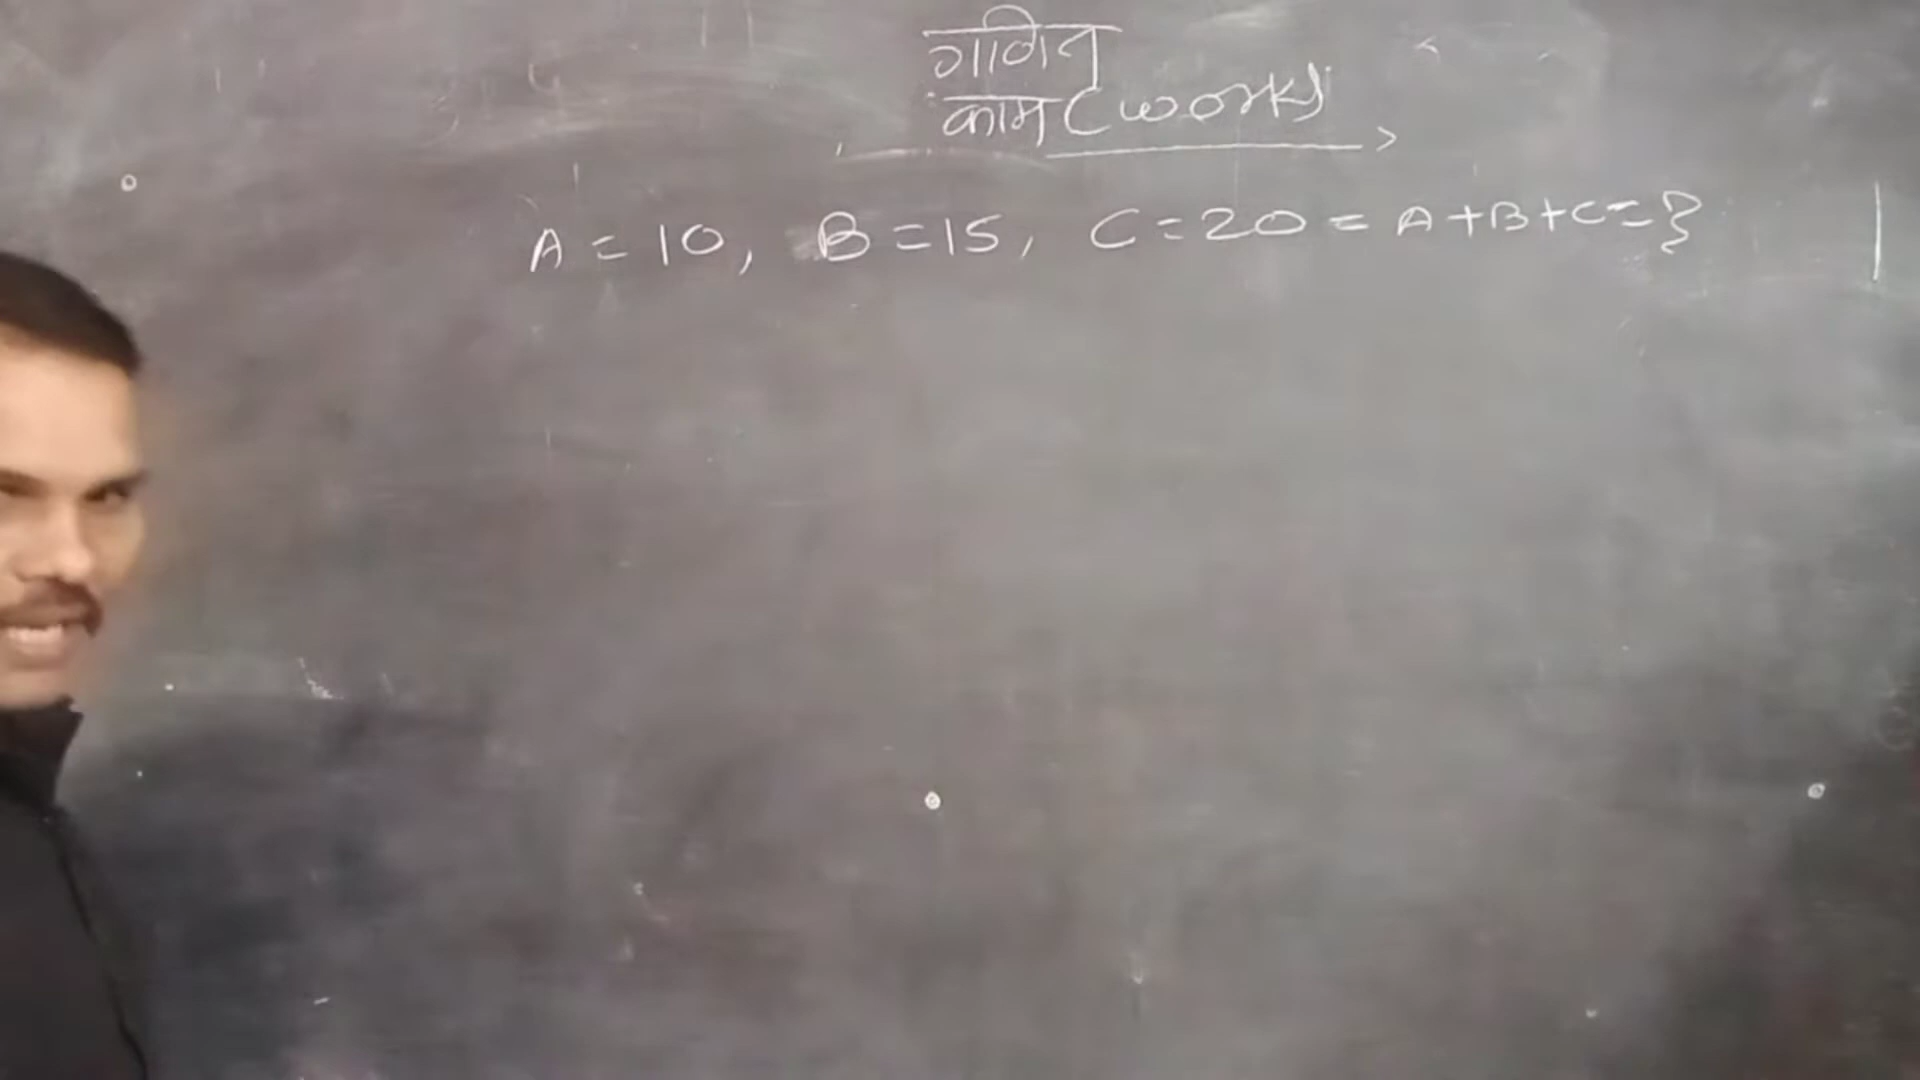 गणित
काम (work)
A = 10, B = 15, C = 20 = A + B + C = ?